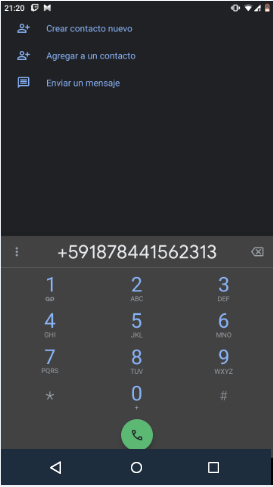 21:20
Crear contacto nuevo
Agregar a un contacto
Enviar un mensaje
+591878441562313
1 2 3
ABC DEF
4 5 6
GHI JKL MNO
7 8 9
PQRS TUV WXYZ
* 0 #
+